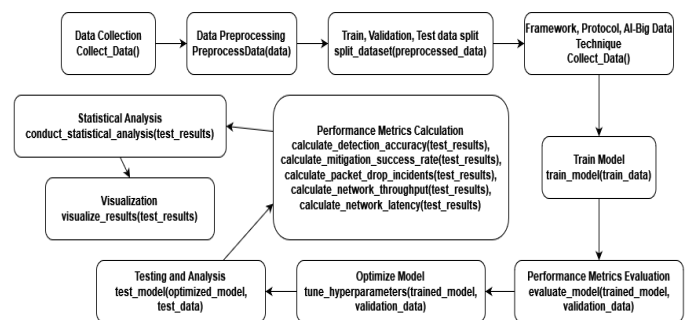 Data Collection
Collect_Data()
Data Preprocessing
PreprocessData(data)
Train, Validation, Test data split
split_dataset(preprocessed_data)
Framework, Protocol, AI-Big Data
Technique
Collect_Data()
Train Model
train_model(train_data)
Performance Metrics Evaluation
evaluate_model(trained_model,
validation_data)
Optimize Model
tune_hyperparameters(trained_model,
validation_data)
Testing and Analysis
test_model(optimized_model,
test_data)
Performance Metrics Calculation
calculate_detection_accuracy(test_results),
calculate_mitigation_success_rate(test_results),
calculate_packet_drop_incidents(test_results),
calculate_network_throughput(test_results),
calculate_network_latency(test_results)
Statistical Analysis
conduct_statistical_analysis(test_results)
Visualization
visualize_results(test_results)